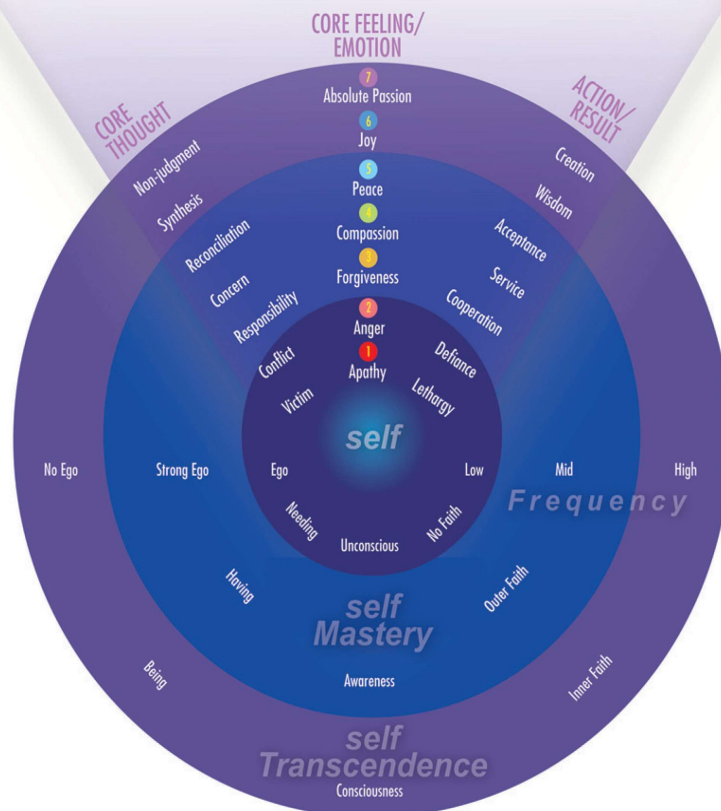 CORE FEELING/
EMOTION
CORE
THOUGHT
ACTION/
RESULT
7
Absolute Passion
6
Joy
Non-judgment
Creation
Synthesis
Wisdom
5
Peace
Reconciliation
Acceptance
4
Compassion
Concern
Service
3
Forgiveness
Responsibility
Cooperation
2
Anger
Conflict
Defiance
1
Apathy
Victim
Lethargy
self
No Ego
Strong Ego
Ego
Low
Mid
High
Frequency
Needing
No Faith
Unconscious
Having
Outer Faith
self
Mastery
Being
Awareness
Inner Faith
self
Transcendence
Consciousness